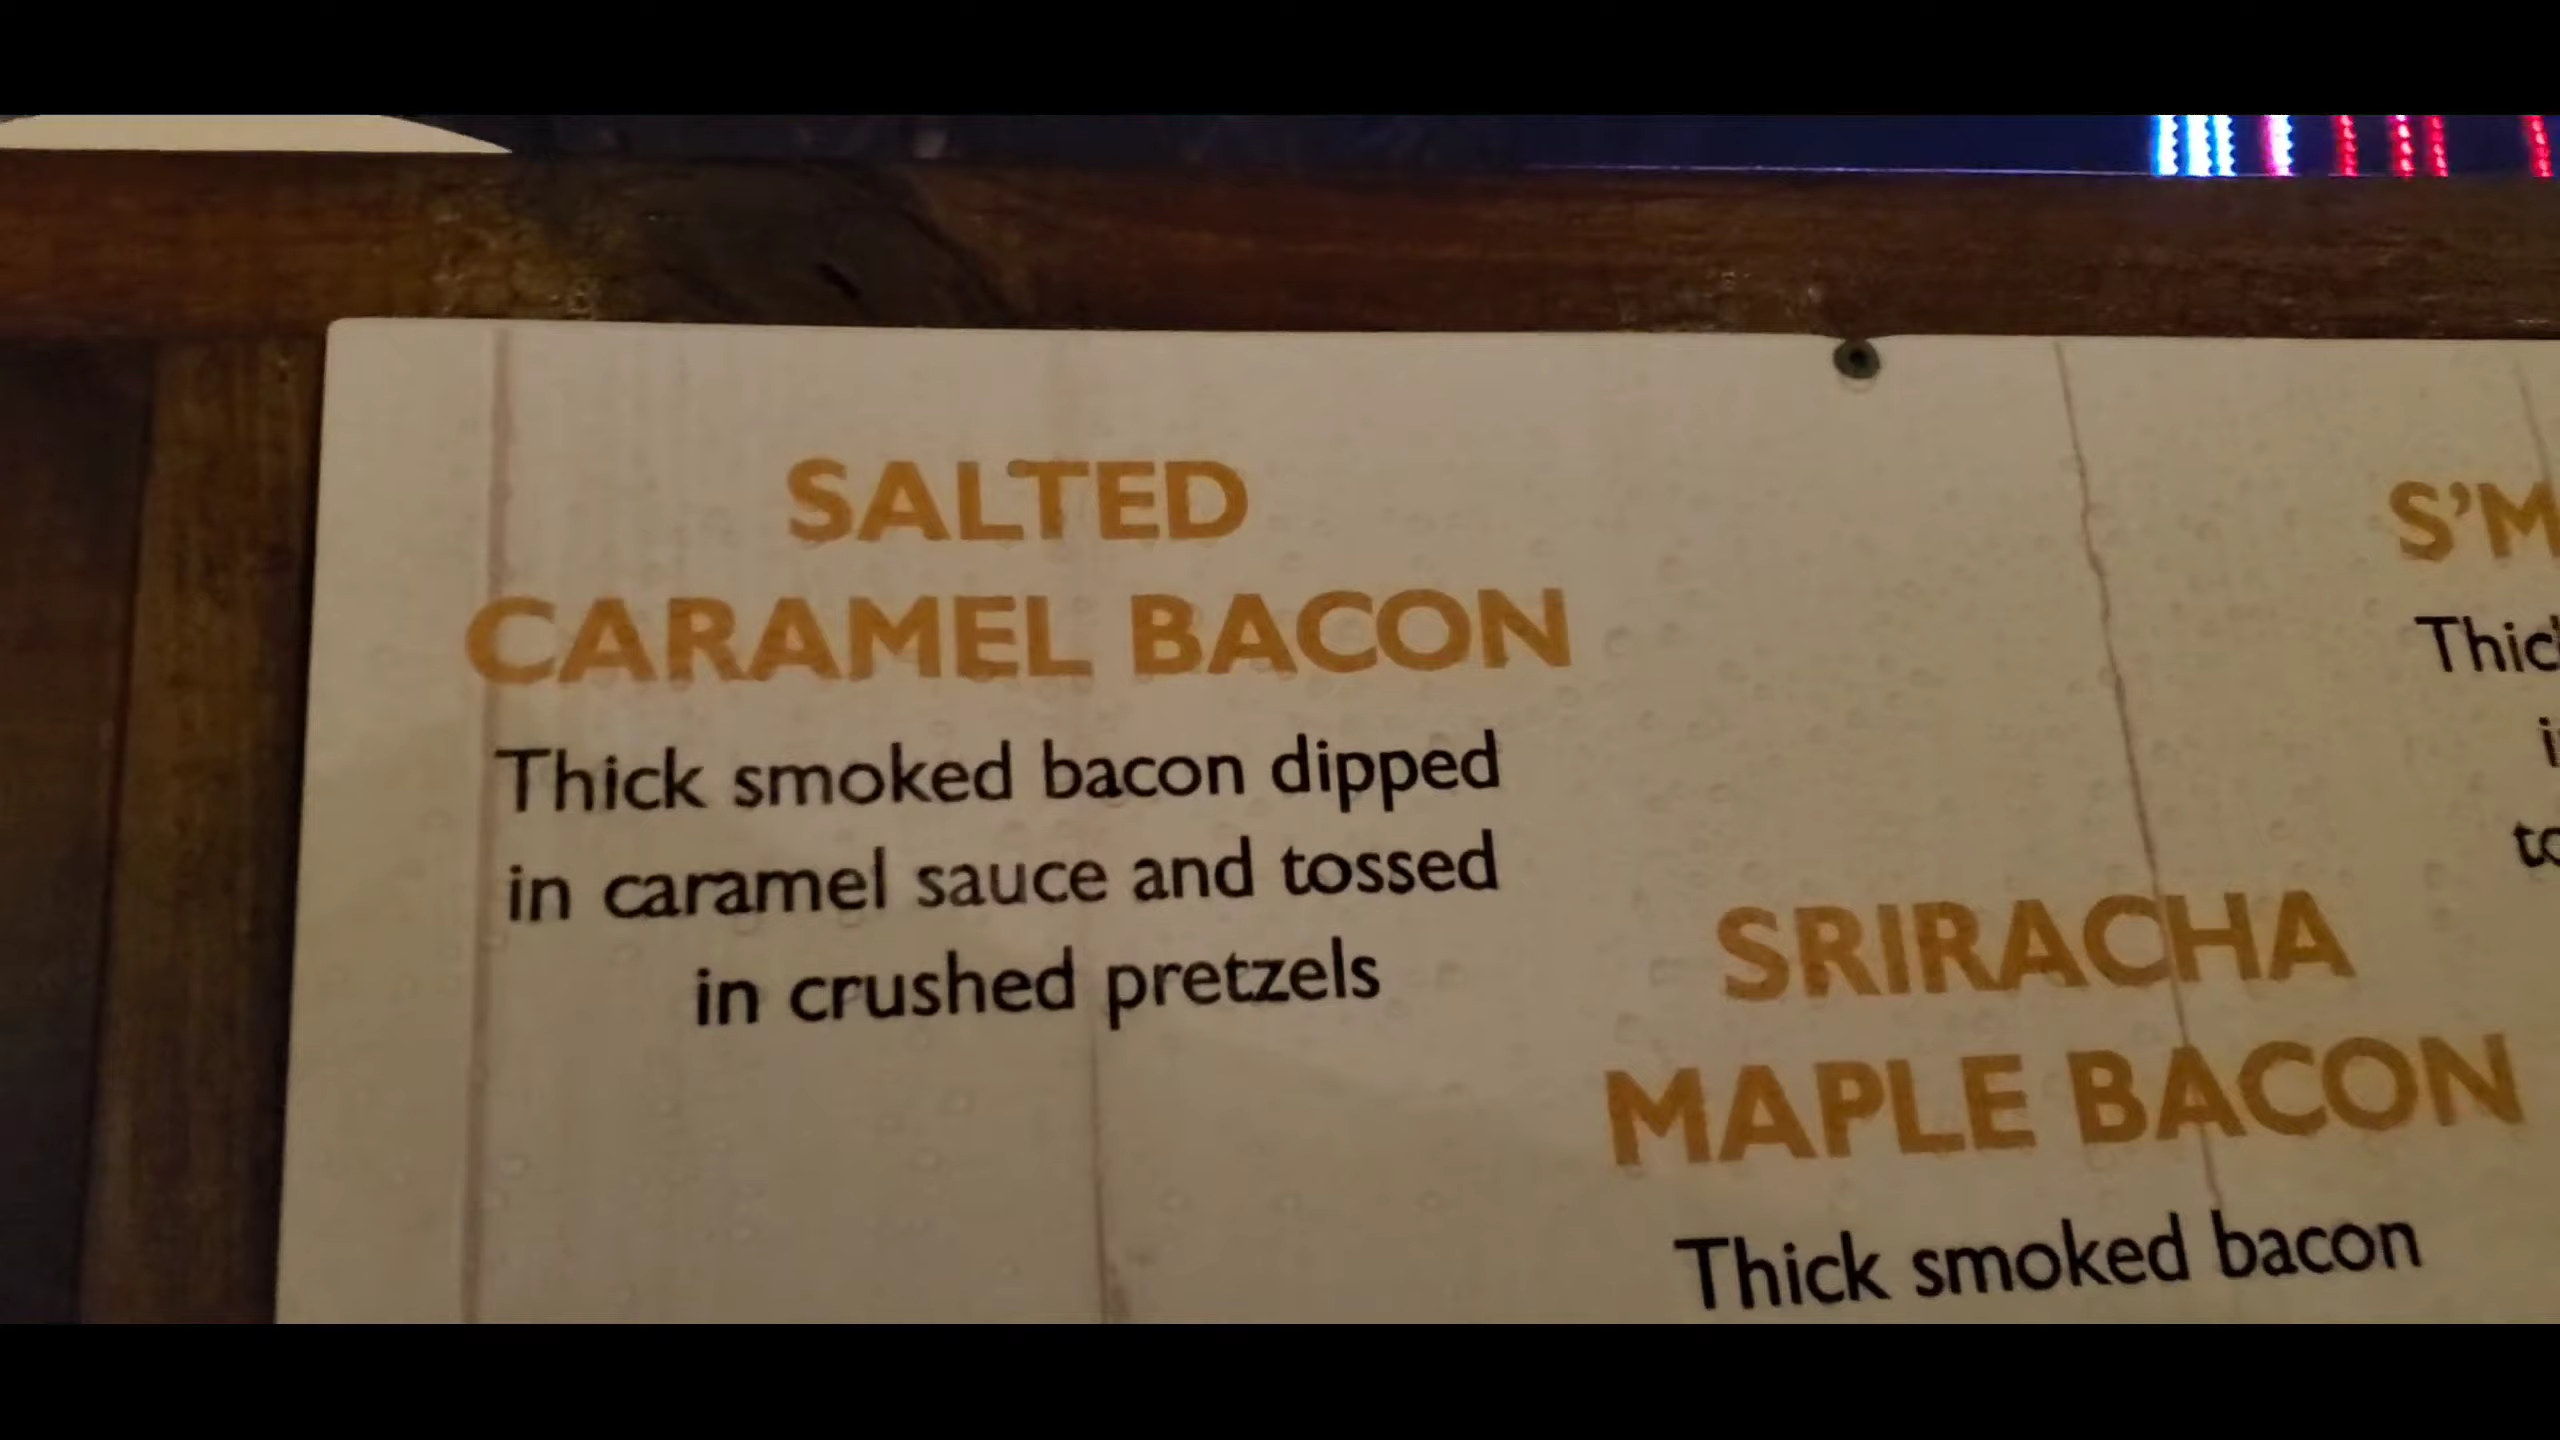 SALTED
CARAMEL BACON
Thick smoked bacon dipped
in caramel sauce and tossed
in crushed pretzels
SRIRACHA
MAPLE BACON
Thick smoked bacon